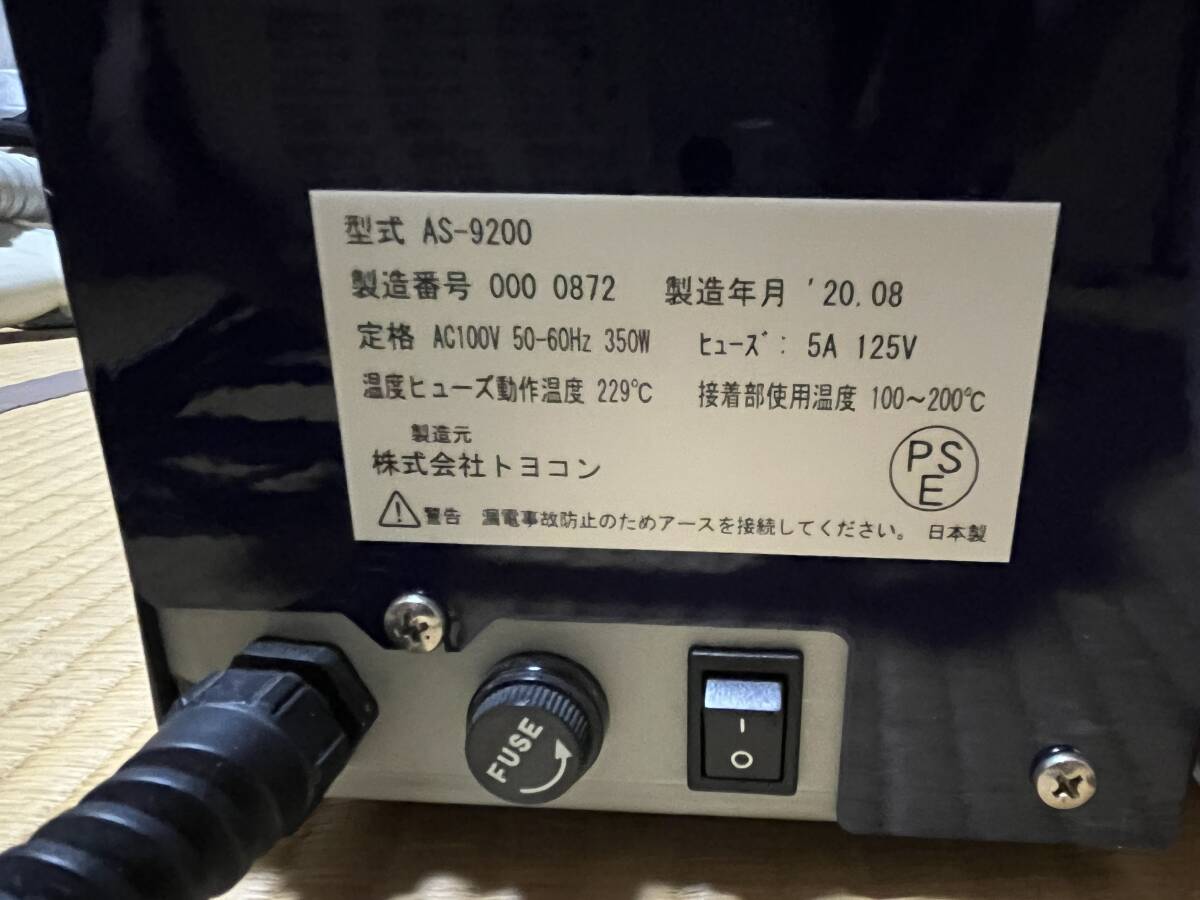 型式 AS-9200
製造番号 000 0872 製造年月 '20.08
定格 AC100V 50-60Hz 350W ﾋｭｰｽﾞ: 5A 125V
温度ヒューズ動作温度 229℃ 接着部使用温度 100～200℃
製造元
株式会社トヨコン
PSE
警告 漏電事故防止のためアースを接続してください。 日本製
FUSE